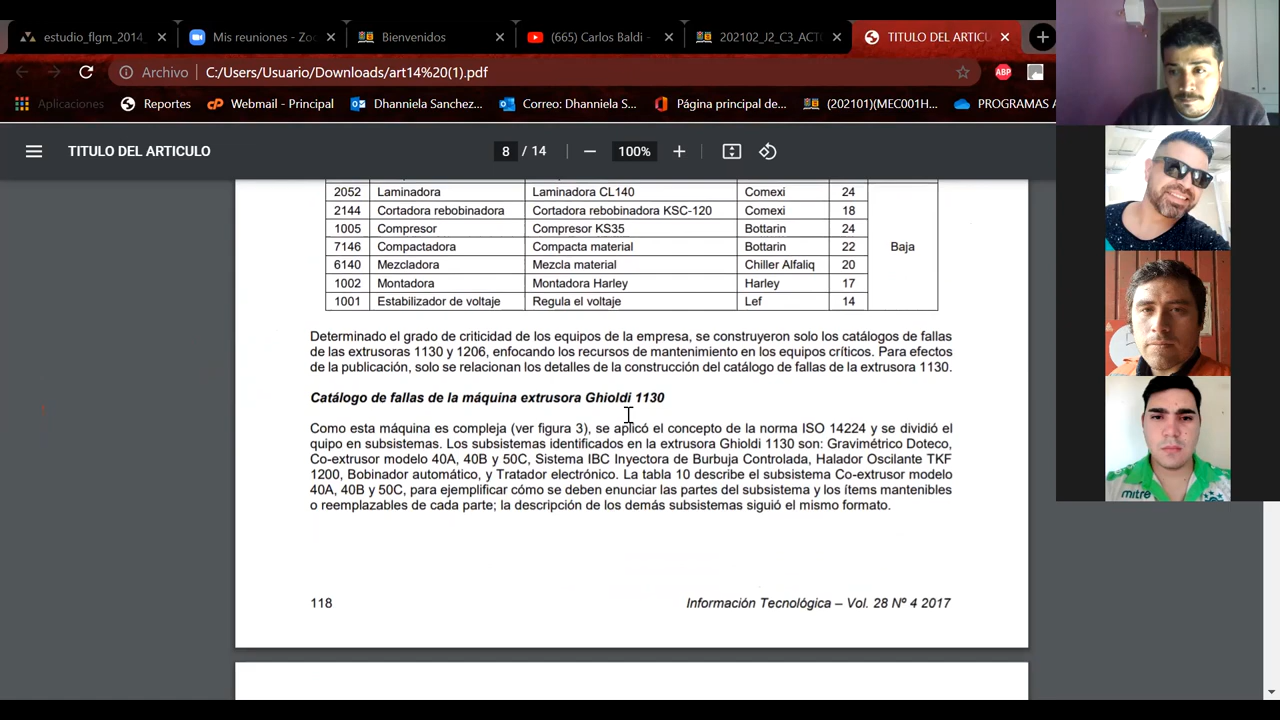 estudio_flgm_2014_
Mis reuniones - Zoo
Bienvenidos
(665) Carlos Baldi -
202102_J2_C3_ACT
TITULO DEL ARTICU
Archivo C:/Users/Usuario/Downloads/art14%20(1).pdf
ABP
Aplicaciones
Reportes
Webmail - Principal
Dhanniela Sanchez...
Correo: Dhanniela S...
Página principal de...
(202101)(MEC001H...
PROGRAMAS A
TITULO DEL ARTICULO
8 / 14
100%
2052 Laminadora Laminadora CL140 Comexi 24
2144 Cortadora rebobinadora Cortadora rebobinadora KSC-120 Comexi 18
1005 Compresor Compresor KS35 Bottarin 24
7146 Compactadora Compacta material Bottarin 22 Baja
6140 Mezcladora Mezcla material Chiller Alfaliq 20
1002 Montadora Montadora Harley Harley 17
1001 Estabilizador de voltaje Regula el voltaje Lef 14
Determinado el grado de criticidad de los equipos de la empresa, se construyeron solo los catálogos de fallas
de las extrusoras 1130 y 1206, enfocando los recursos de mantenimiento en los equipos críticos. Para efectos
de la publicación, solo se relacionan los detalles de la construcción del catálogo de fallas de la extrusora 1130.
Catálogo de fallas de la máquina extrusora Ghioldi 1130
Como esta máquina es compleja (ver figura 3), se aplicó el concepto de la norma ISO 14224 y se dividió el
quipo en subsistemas. Los subsistemas identificados en la extrusora Ghioldi 1130 son: Gravimétrico Doteco,
Co-extrusor modelo 40A, 40B y 50C, Sistema IBC Inyectora de Burbuja Controlada, Halador Oscilante TKF
1200, Bobinador automático, y Tratador electrónico. La tabla 10 describe el subsistema Co-extrusor modelo
40A, 40B y 50C, para ejemplificar cómo se deben enunciar las partes del subsistema y los ítems mantenibles
o reemplazables de cada parte; la descripción de los demás subsistemas siguió el mismo formato.
118
Información Tecnológica – Vol. 28 Nº 4 2017
mitre